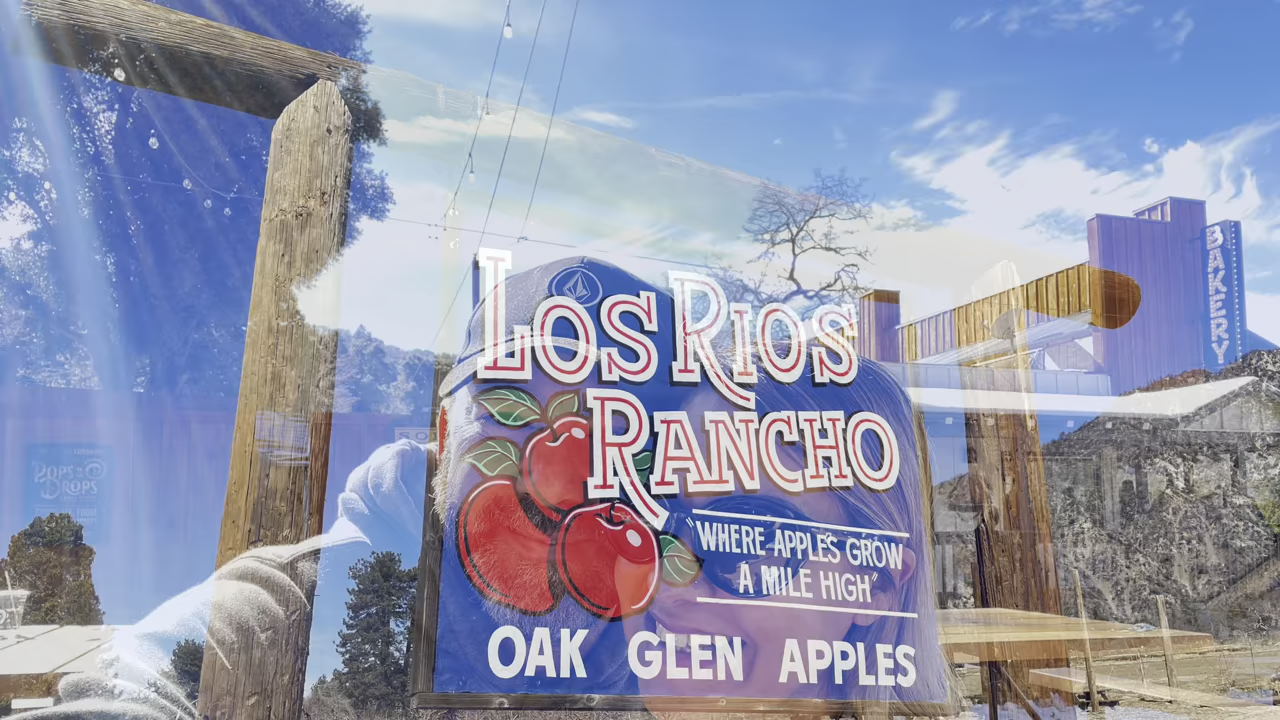 BAKERY
LOS RIOS
RANCHO
"WHERE APPLES GROW
A MILE HIGH"
OAK GLEN APPLES
POPS
DROPS